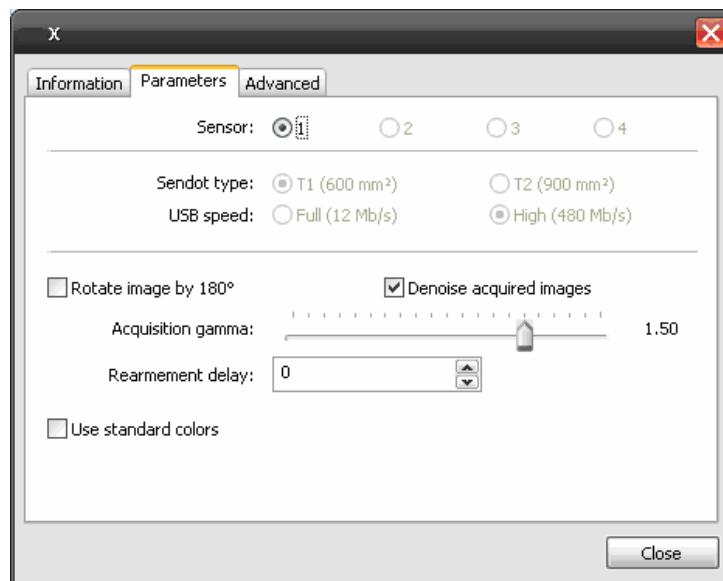 X
Information Parameters Advanced
Sensor: 1 2 3 4
Sendot type: T1 (600 mm²) T2 (900 mm²)
USB speed: Full (12 Mb/s) High (480 Mb/s)
Rotate image by 180° Denoise acquired images
Acquisition gamma: 1.50
Rearmement delay: 0
Use standard colors
Close